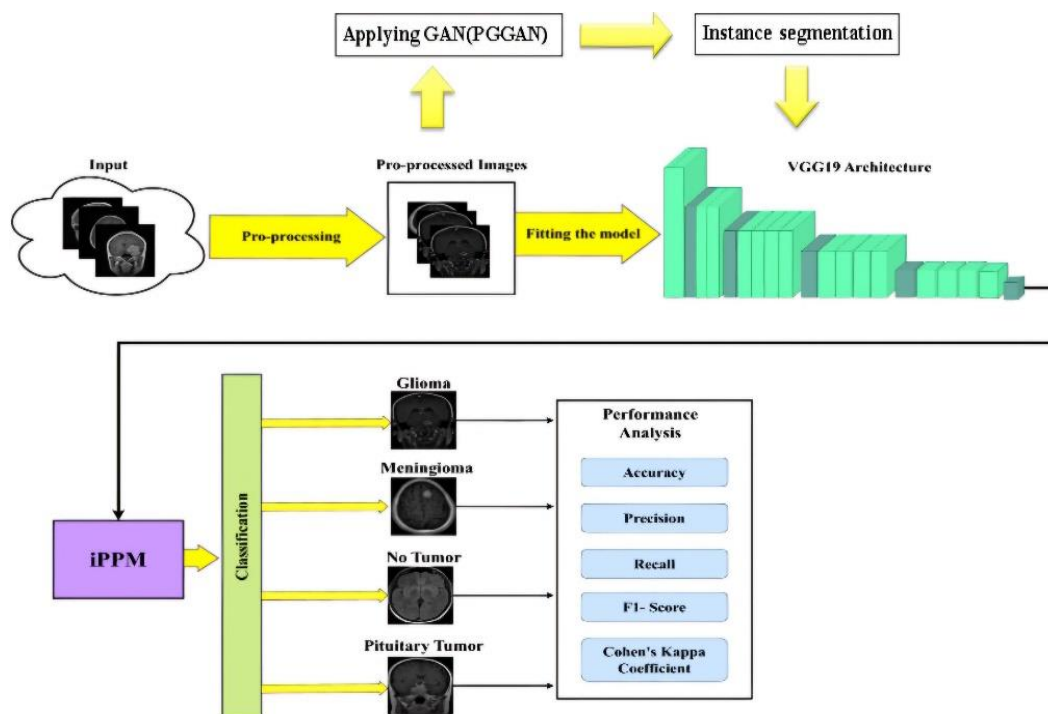 Applying GAN(PGGAN)
Instance segmentation
Input
Pro-processing
Pro-processed Images
Fitting the model
VGG19 Architecture
iPPM
Classification
Glioma
Meningioma
No Tumor
Pituitary Tumor
Performance
Analysis
Accuracy
Precision
Recall
F1- Score
Cohen's Kappa
Coefficient